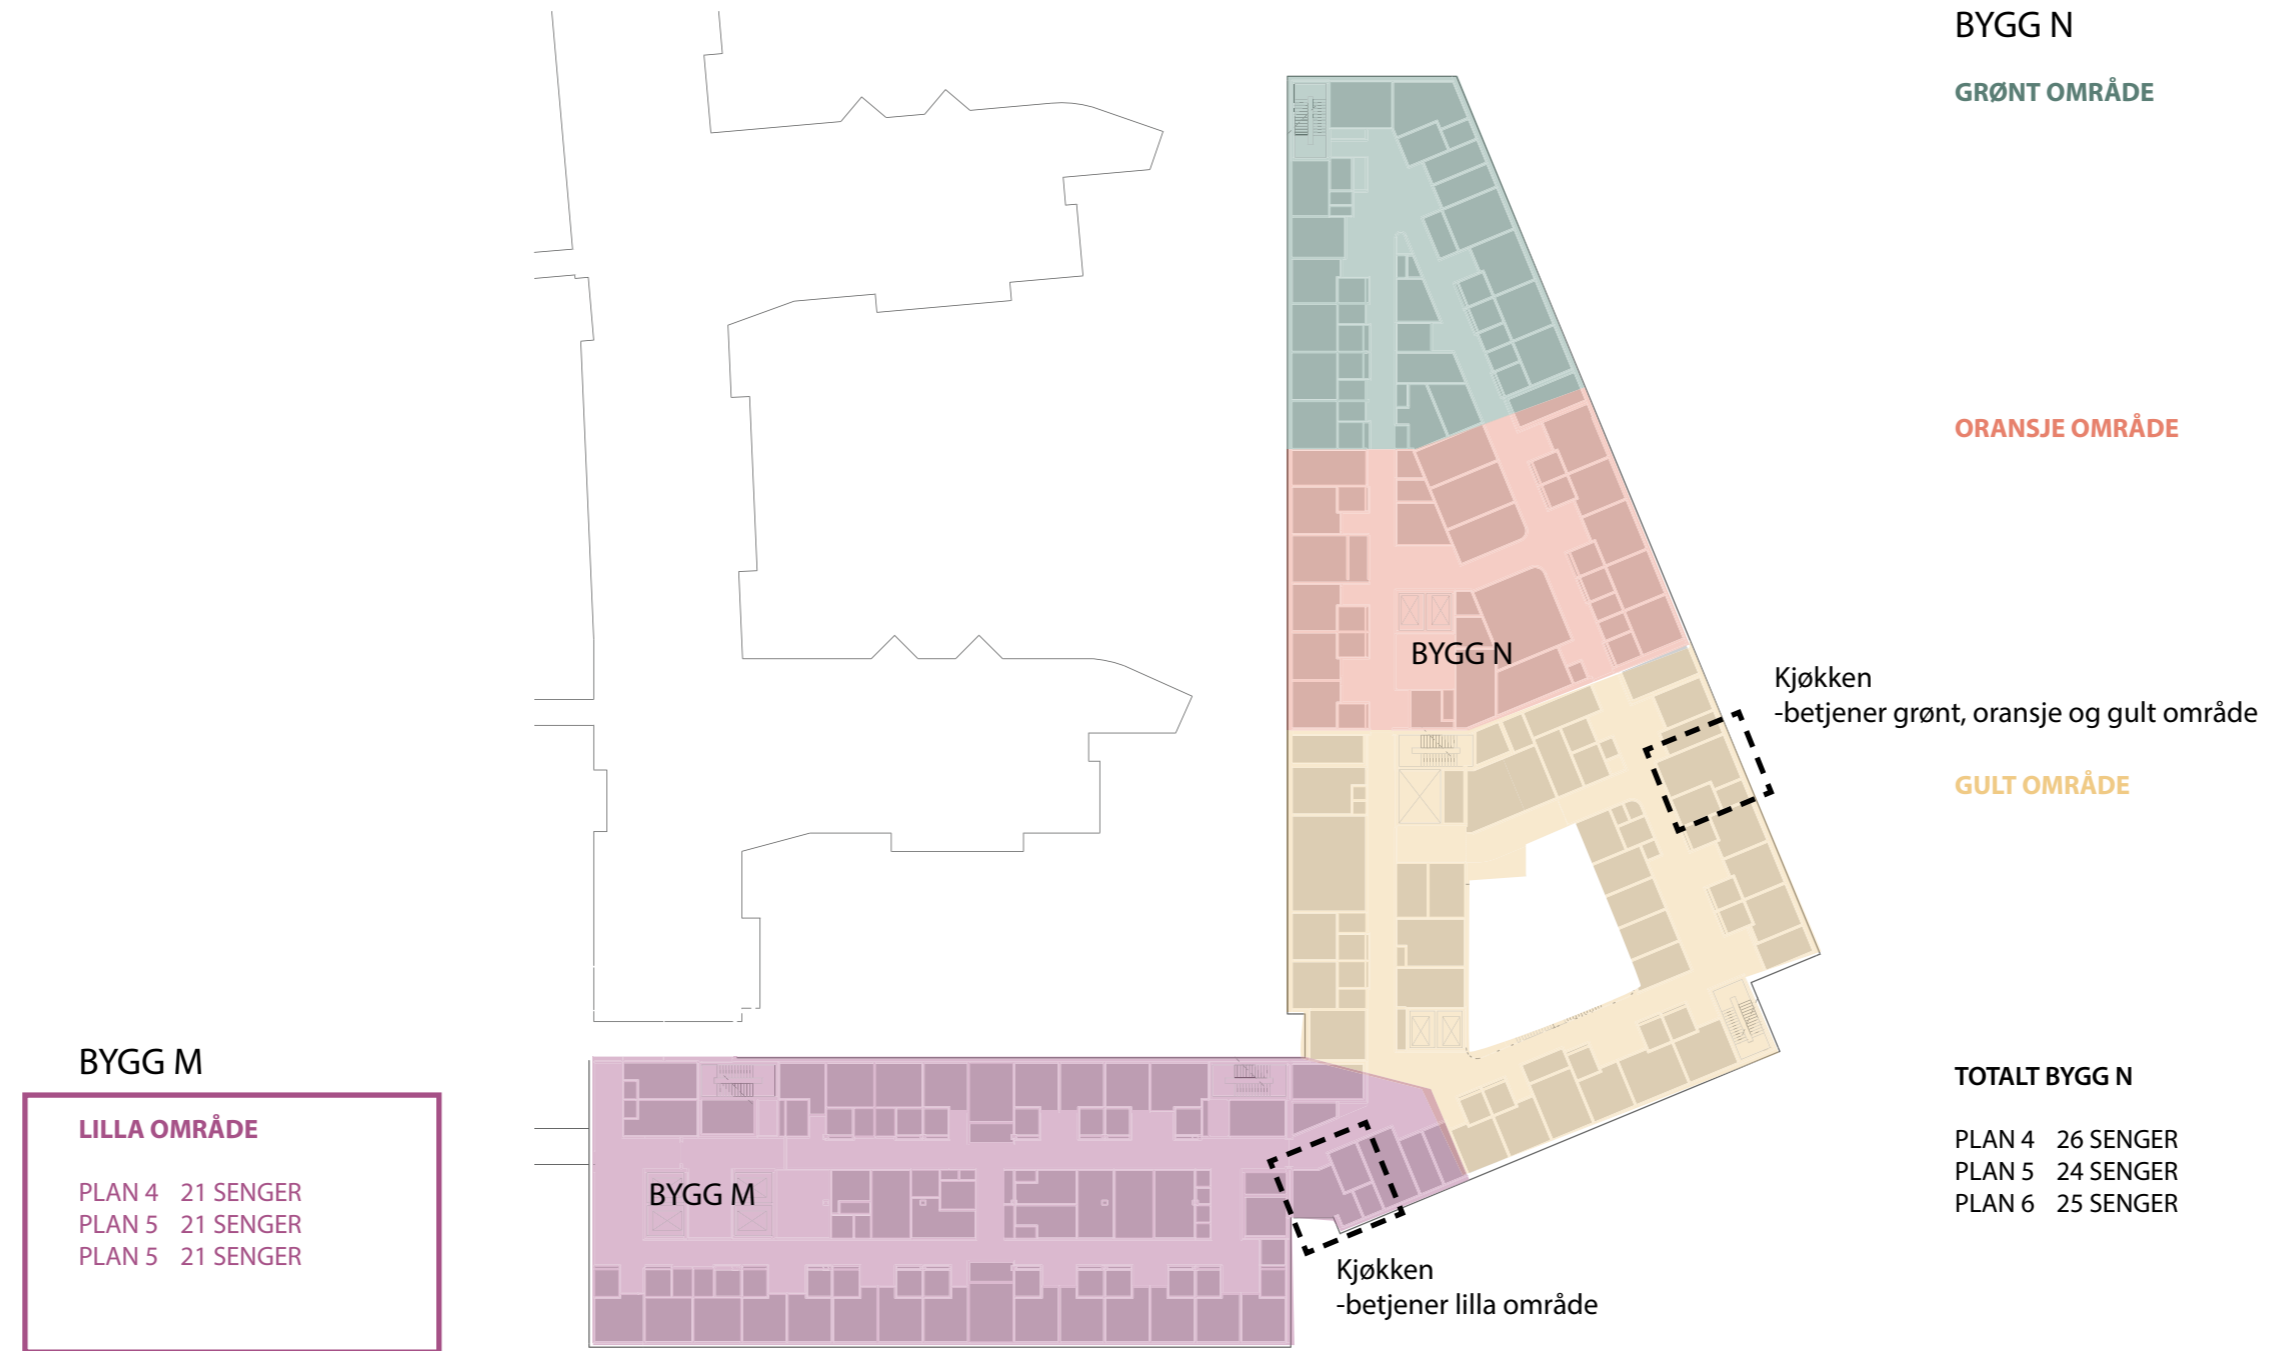 BYGG N
GRØNT OMRÅDE
ORANSJE OMRÅDE
BYGG N
Kjøkken
-betjener grønt, oransje og gult område
GULT OMRÅDE
BYGG M
LILLA OMRÅDE
PLAN 4 21 SENGER
PLAN 5 21 SENGER
PLAN 5 21 SENGER
BYGG M
Kjøkken
-betjener lilla område
TOTALT BYGG N
PLAN 4 26 SENGER
PLAN 5 24 SENGER
PLAN 6 25 SENGER